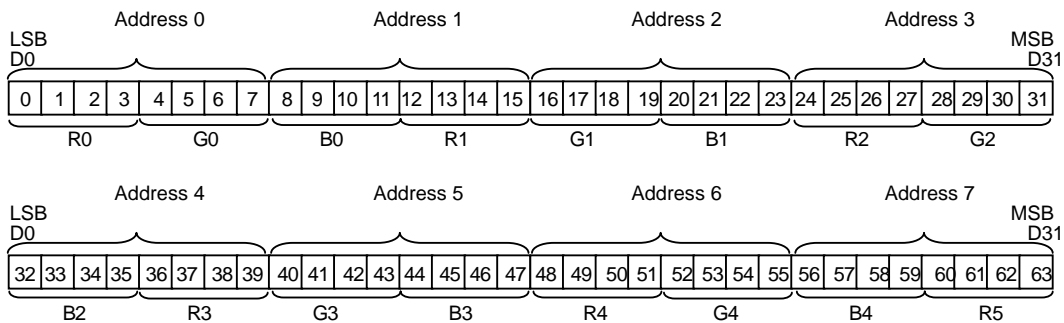 Address 0 Address 1 Address 2 Address 3
LSB MSB
D0 D31
0 1 2 3 4 5 6 7 8 9 10 11 12 13 14 15 16 17 18 19 20 21 22 23 24 25 26 27 28 29 30 31
R0 G0 B0 R1 G1 B1 R2 G2
Address 4 Address 5 Address 6 Address 7
LSB MSB
D0 D31
32 33 34 35 36 37 38 39 40 41 42 43 44 45 46 47 48 49 50 51 52 53 54 55 56 57 58 59 60 61 62 63
B2 R3 G3 B3 R4 G4 B4 R5